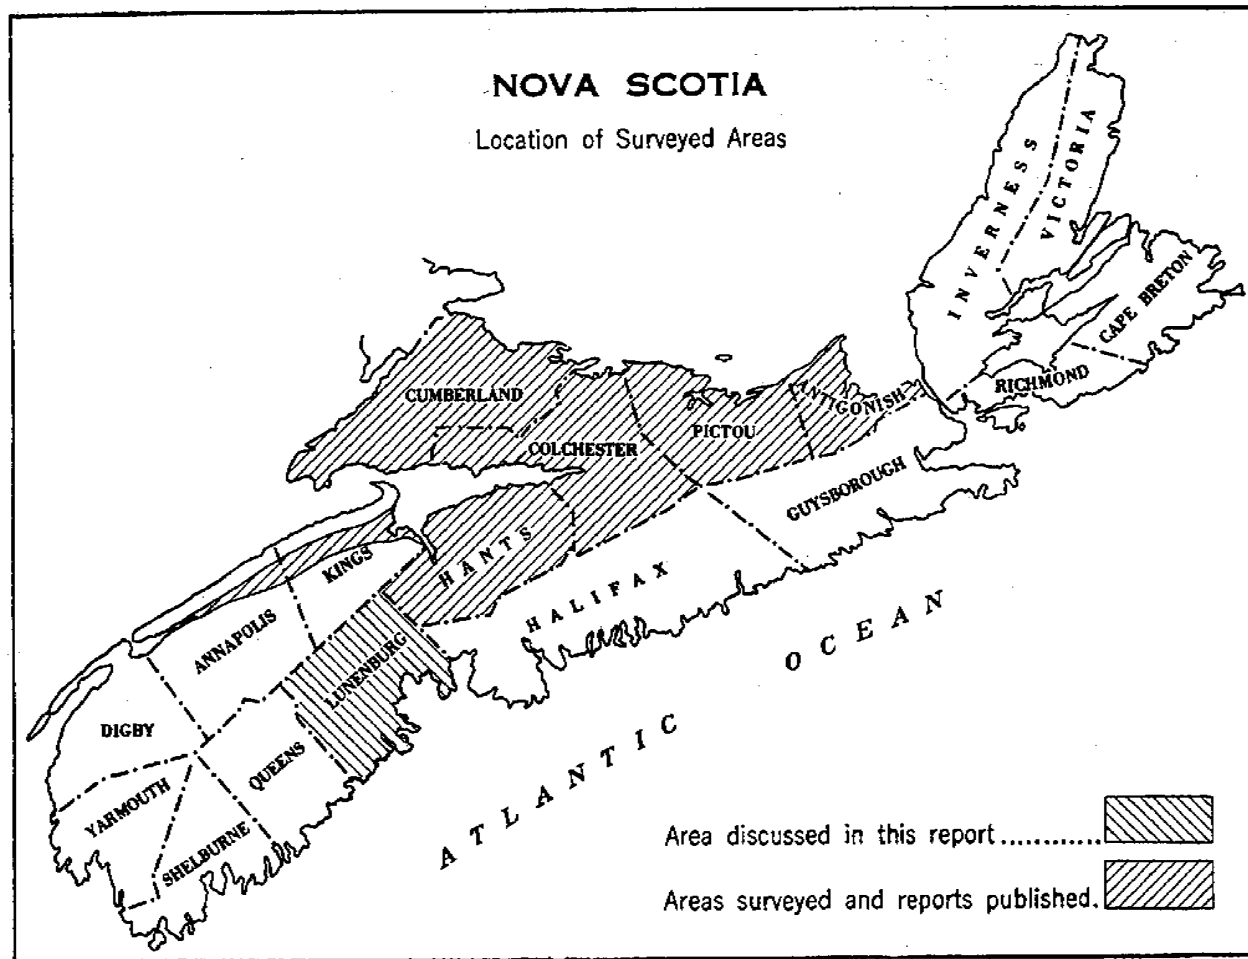 NOVA SCOTIA
Location of Surveyed Areas
INVERNESS
VICTORIA
CAPE BRETON
RICHMOND
CUMBERLAND
ANTIGONISH
PICTOU
COLCHESTER
GUYSBOROUGH
HANTS
KINGS
HALIFAX
ANNAPOLIS
LUNENBURG
DIGBY
QUEENS
YARMOUTH
SHELBURNE
ATLANTIC OCEAN
Area discussed in this report............
Areas surveyed and reports published.